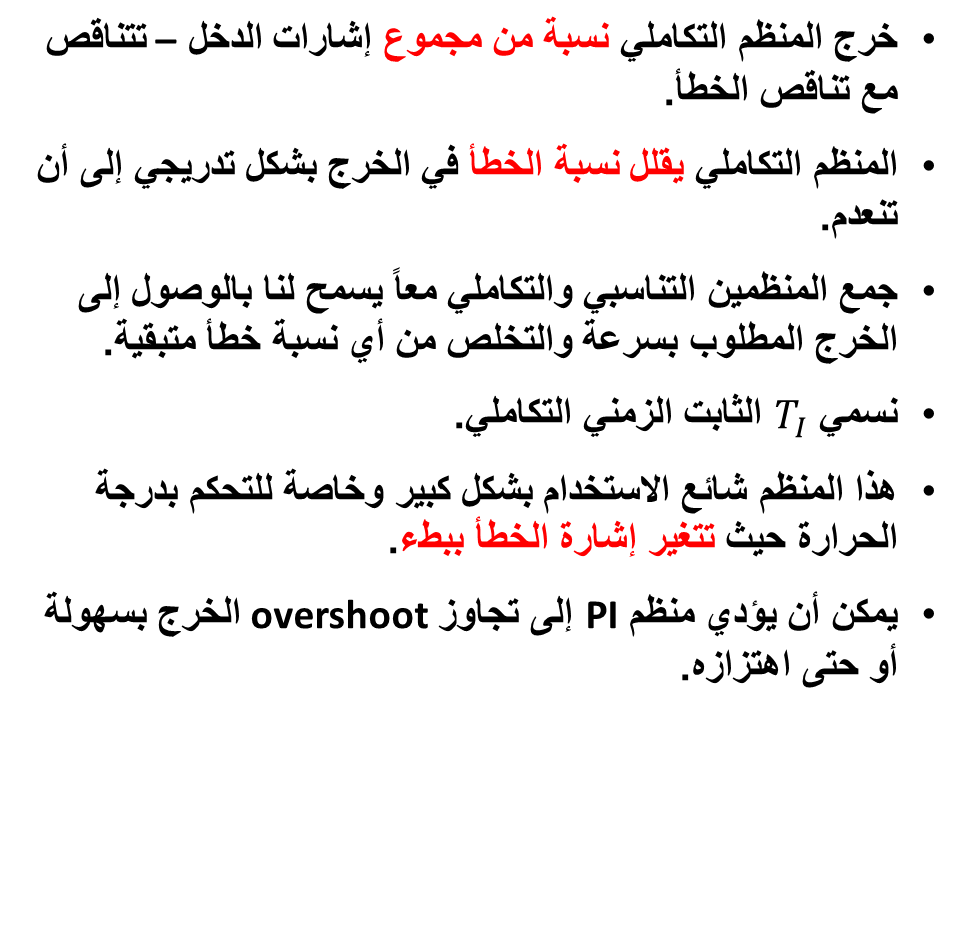 • خرج المنظم التكاملي نسبة من مجموع إشارات الدخل – تتناقص
مع تناقص الخطأ.
• المنظم التكاملي يقلل نسبة الخطأ في الخرج بشكل تدريجي إلى أن
تنعدم.
• جمع المنظمين التناسبي والتكاملي معاً يسمح لنا بالوصول إلى
الخرج المطلوب بسرعة والتخلص من أي نسبة خطأ متبقية.
• نسمي T_I الثابت الزمني التكاملي.
• هذا المنظم شائع الاستخدام بشكل كبير وخاصة للتحكم بدرجة
الحرارة حيث تتغير إشارة الخطأ ببطء.
• يمكن أن يؤدي منظم PI إلى تجاوز overshoot الخرج بسهولة
أو حتى اهتزازه.